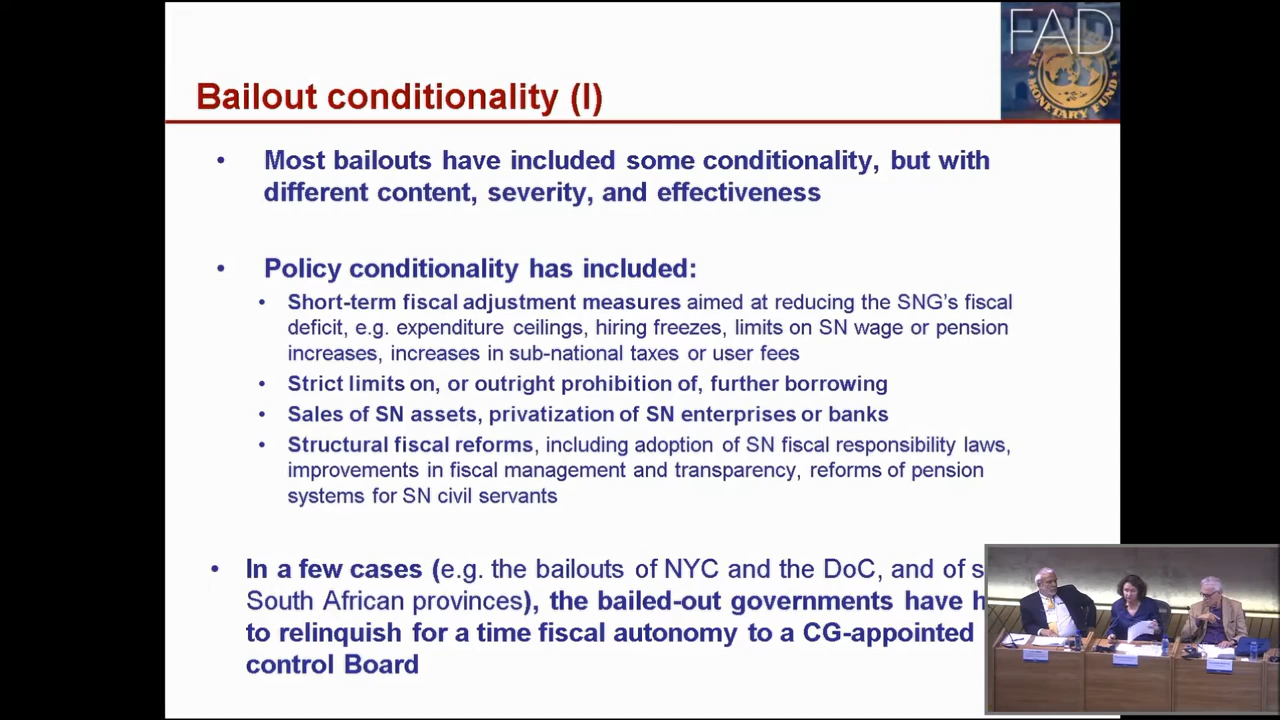 FAD
MONETARY FUND
Bailout conditionality (I)
• Most bailouts have included some conditionality, but with
different content, severity, and effectiveness
• Policy conditionality has included:
• Short-term fiscal adjustment measures aimed at reducing the SNG's fiscal
deficit, e.g. expenditure ceilings, hiring freezes, limits on SN wage or pension
increases, increases in sub-national taxes or user fees
• Strict limits on, or outright prohibition of, further borrowing
• Sales of SN assets, privatization of SN enterprises or banks
• Structural fiscal reforms, including adoption of SN fiscal responsibility laws,
improvements in fiscal management and transparency, reforms of pension
systems for SN civil servants
• In a few cases (e.g. the bailouts of NYC and the DoC, and of s
South African provinces), the bailed-out governments have h
to relinquish for a time fiscal autonomy to a CG-appointed
control Board